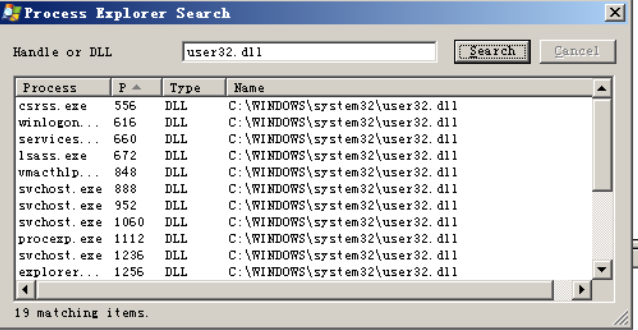 Process Explorer Search
Handle or DLL user32.dll Search Cancel
Process P Type Name
csrss.exe 556 DLL C:\WINDOWS\system32\user32.dll
winlogon... 616 DLL C:\WINDOWS\system32\user32.dll
services... 660 DLL C:\WINDOWS\system32\user32.dll
lsass.exe 672 DLL C:\WINDOWS\system32\user32.dll
vmacthlp... 848 DLL C:\WINDOWS\system32\user32.dll
svchost.exe 888 DLL C:\WINDOWS\system32\user32.dll
svchost.exe 952 DLL C:\WINDOWS\system32\user32.dll
svchost.exe 1060 DLL C:\WINDOWS\system32\user32.dll
procexp.exe 1112 DLL C:\WINDOWS\system32\user32.dll
svchost.exe 1236 DLL C:\WINDOWS\system32\user32.dll
explorer... 1256 DLL C:\WINDOWS\system32\user32.dll
19 matching items.